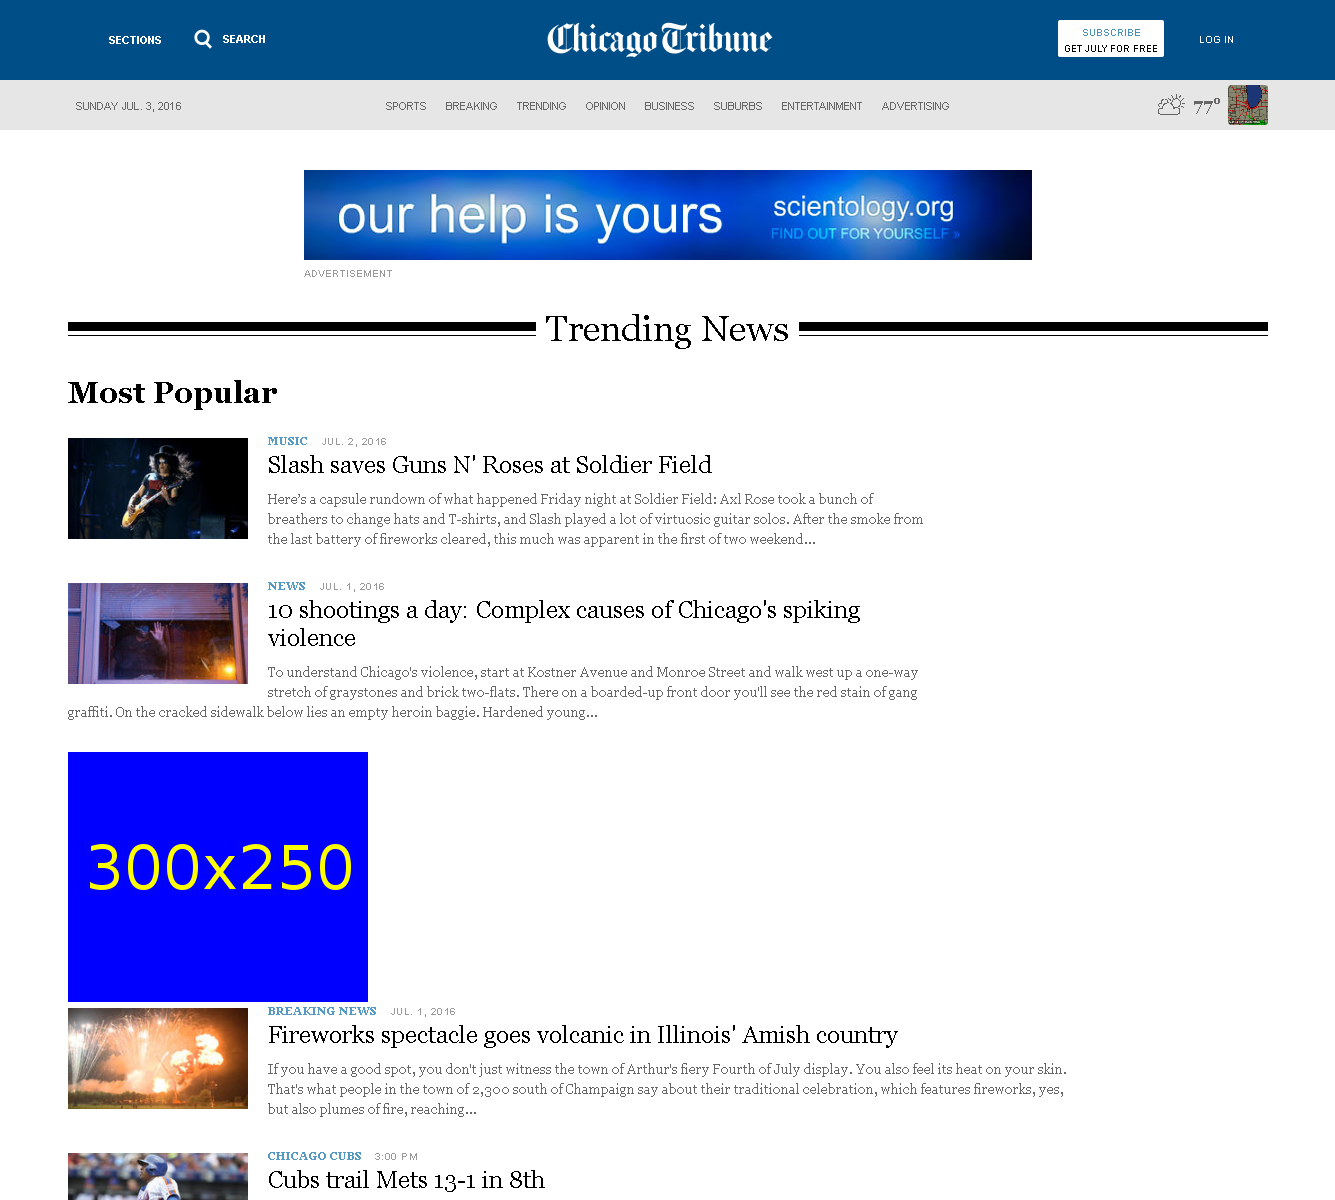 SECTIONS
SEARCH
Chicago Tribune
SUBSCRIBE
GET JULY FOR FREE
LOG IN
SUNDAY JUL. 3, 2016
SPORTS BREAKING TRENDING OPINION BUSINESS SUBURBS ENTERTAINMENT ADVERTISING
77°
our help is yours
scientology.org
FIND OUT FOR YOURSELF »
ADVERTISEMENT
Trending News
Most Popular
MUSIC JUL. 2, 2016
Slash saves Guns N' Roses at Soldier Field
Here’s a capsule rundown of what happened Friday night at Soldier Field: Axl Rose took a bunch of
breathers to change hats and T-shirts, and Slash played a lot of virtuosic guitar solos. After the smoke from
the last battery of fireworks cleared, this much was apparent in the first of two weekend...
NEWS JUL. 1, 2016
10 shootings a day: Complex causes of Chicago's spiking
violence
To understand Chicago's violence, start at Kostner Avenue and Monroe Street and walk west up a one-way
stretch of graystones and brick two-flats. There on a boarded-up front door you'll see the red stain of gang
graffiti. On the cracked sidewalk below lies an empty heroin baggie. Hardened young...
300x250
BREAKING NEWS JUL. 1, 2016
Fireworks spectacle goes volcanic in Illinois' Amish country
If you have a good spot, you don't just witness the town of Arthur's fiery Fourth of July display. You also feel its heat on your skin.
That's what people in the town of 2,300 south of Champaign say about their traditional celebration, which features fireworks, yes,
but also plumes of fire, reaching...
CHICAGO CUBS 3:00 PM
Cubs trail Mets 13-1 in 8th